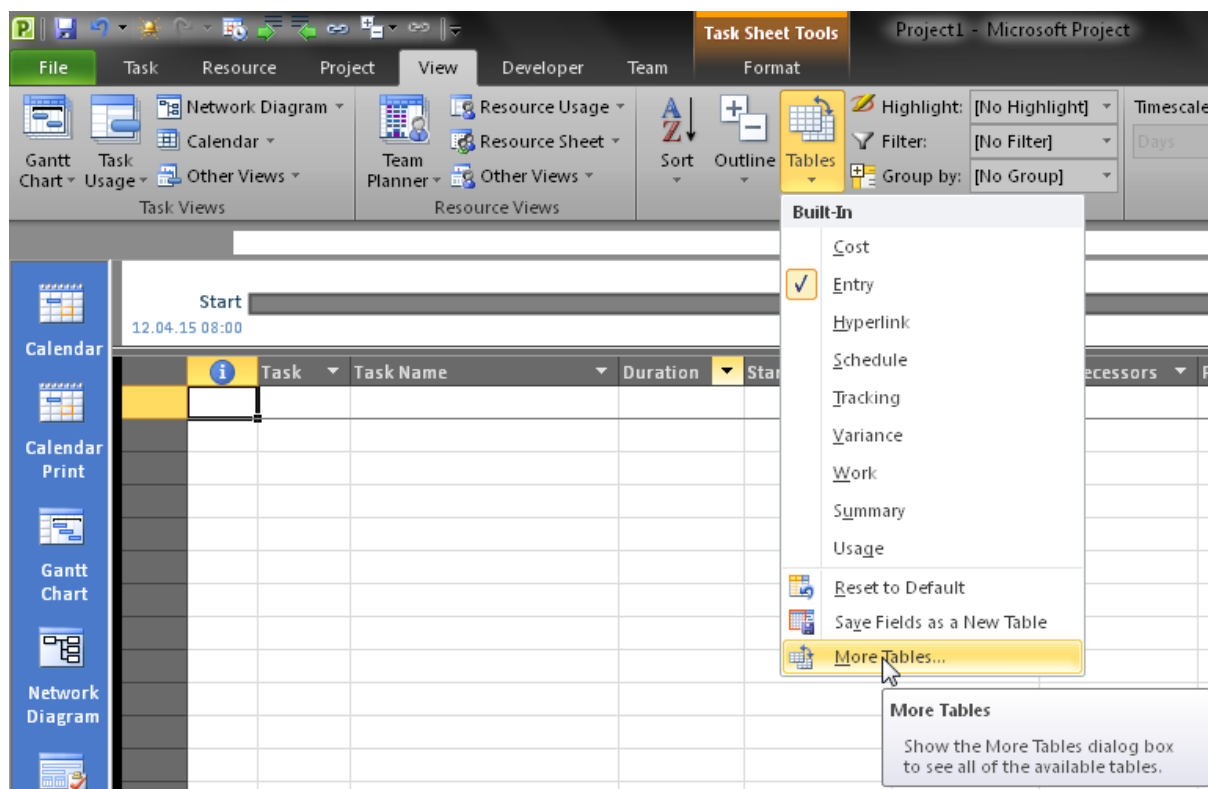 Task Sheet Tools
Project1 - Microsoft Project
File Task Resource Project View Developer Team Format
Gantt Chart
Task Usage
Network Diagram
Calendar
Other Views
Task Views
Team Planner
Resource Usage
Resource Sheet
Other Views
Resource Views
Sort
Outline
Tables
Highlight: [No Highlight]
Filter: [No Filter]
Group by: [No Group]
Timescale
Days
Built-In
Cost
Entry
Hyperlink
Schedule
Tracking
Variance
Work
Summary
Usage
Reset to Default
Save Fields as a New Table
More Tables...
More Tables
Show the More Tables dialog box
to see all of the available tables.
Start
12.04.15 08:00
Task Task Name Duration Star ecessors
Calendar
Calendar
Print
Gantt
Chart
Network
Diagram